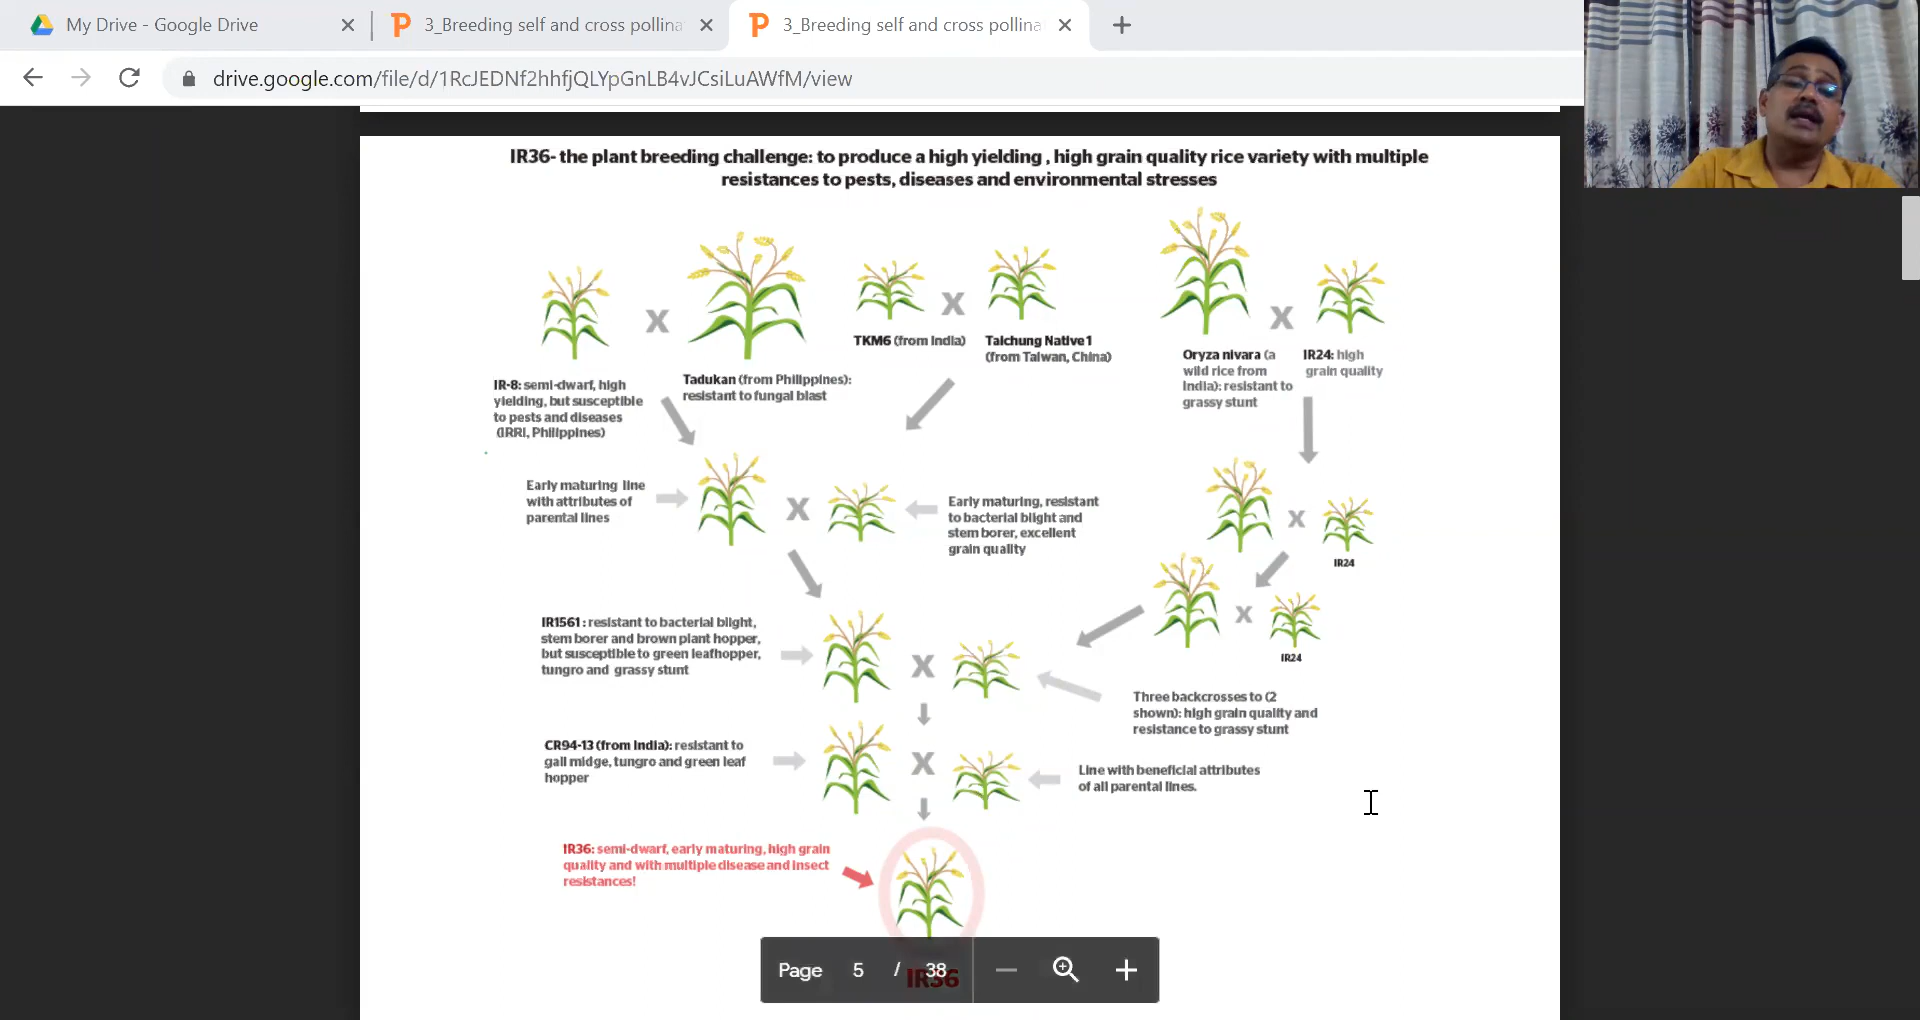 My Drive - Google Drive
3_Breeding self and cross pollina
3_Breeding self and cross pollina
drive.google.com/file/d/1RcJEDNf2hhfjQLYpGnLB4vJCsiLuAWfM/view
IR36- the plant breeding challenge: to produce a high yielding , high grain quality rice variety with multiple
resistances to pests, diseases and environmental stresses
X
X
X
TKM6 (from India)
Taichung Native 1
(from Taiwan, China)
Oryza nivara (a
wild rice from
India): resistant to
grassy stunt
IR24: high
grain quality
IR-8: semi-dwarf, high
yielding, but susceptible
to pests and diseases
(IRRI, Philippines)
Tadukan (from Philippines):
resistant to fungal blast
Early maturing line
with attributes of
parental lines
X
Early maturing, resistant
to bacterial blight and
stem borer, excellent
grain quality
X
IR24
X
IR24
IR1561 : resistant to bacterial blight,
stem borer and brown plant hopper,
but susceptible to green leafhopper,
tungro and grassy stunt
X
Three backcrosses to (2
shown): high grain quality and
resistance to grassy stunt
CR94-13 (from India): resistant to
gall midge, tungro and green leaf
hopper
X
Line with beneficial attributes
of all parental lines.
IR36: semi-dwarf, early maturing, high grain
quality and with multiple disease and insect
resistances!
IR36
Page 5 / 38